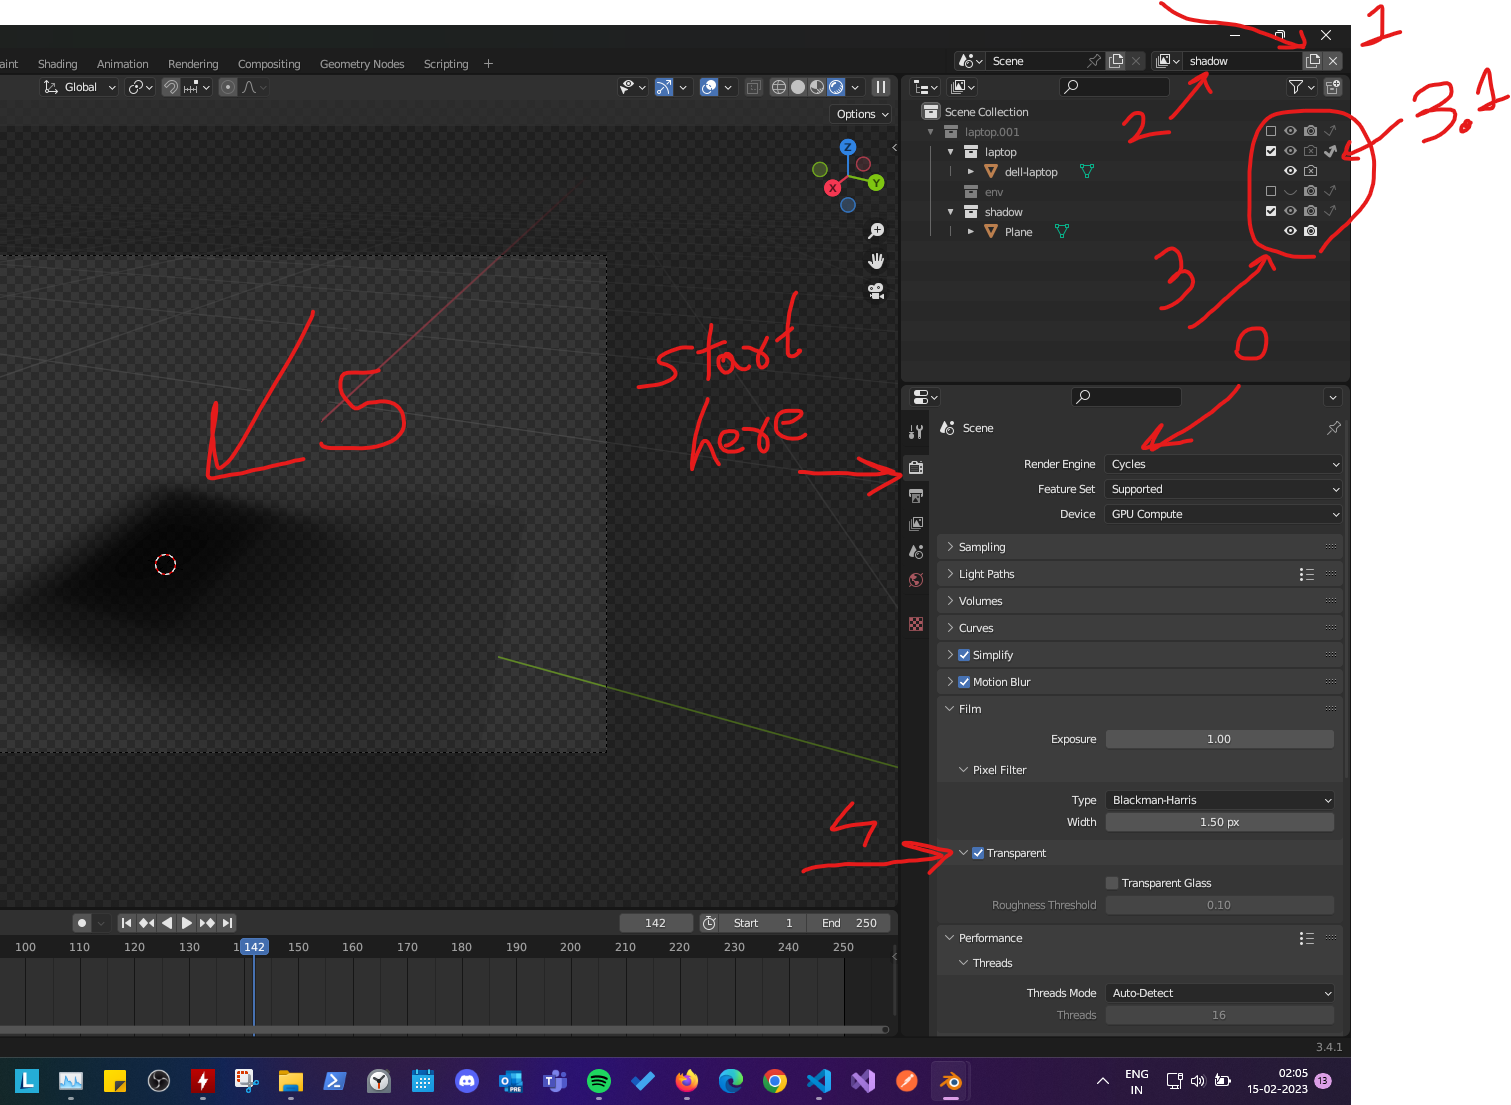 1
aint Shading Animation Rendering Compositing Geometry Nodes Scripting +
Scene
shadow
Global
Options
2
3.1
Scene Collection
laptop.001
laptop
dell-laptop
env
shadow
Plane
Z
X
Y
3
0
start
here
5
Scene
Render Engine Cycles
Feature Set Supported
Device GPU Compute
Sampling
Light Paths
Volumes
Curves
Simplify
Motion Blur
Film
Exposure 1.00
Pixel Filter
Type Blackman-Harris
Width 1.50 px
4
Transparent
Transparent Glass
Roughness Threshold 0.10
Performance
Threads
Threads Mode Auto-Detect
Threads 16
142 Start 1 End 250
100 110 120 130 142 150 160 170 180 190 200 210 220 230 240 250
3.4.1
L
PRE
ENG
IN
02:05
15-02-2023
13